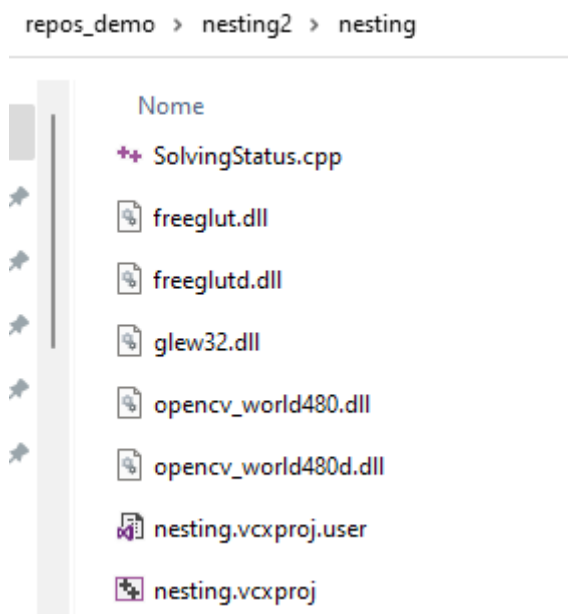 repos_demo > nesting2 > nesting
Nome
SolvingStatus.cpp
freeglut.dll
freeglutd.dll
glew32.dll
opencv_world480.dll
opencv_world480d.dll
nesting.vcxproj.user
nesting.vcxproj